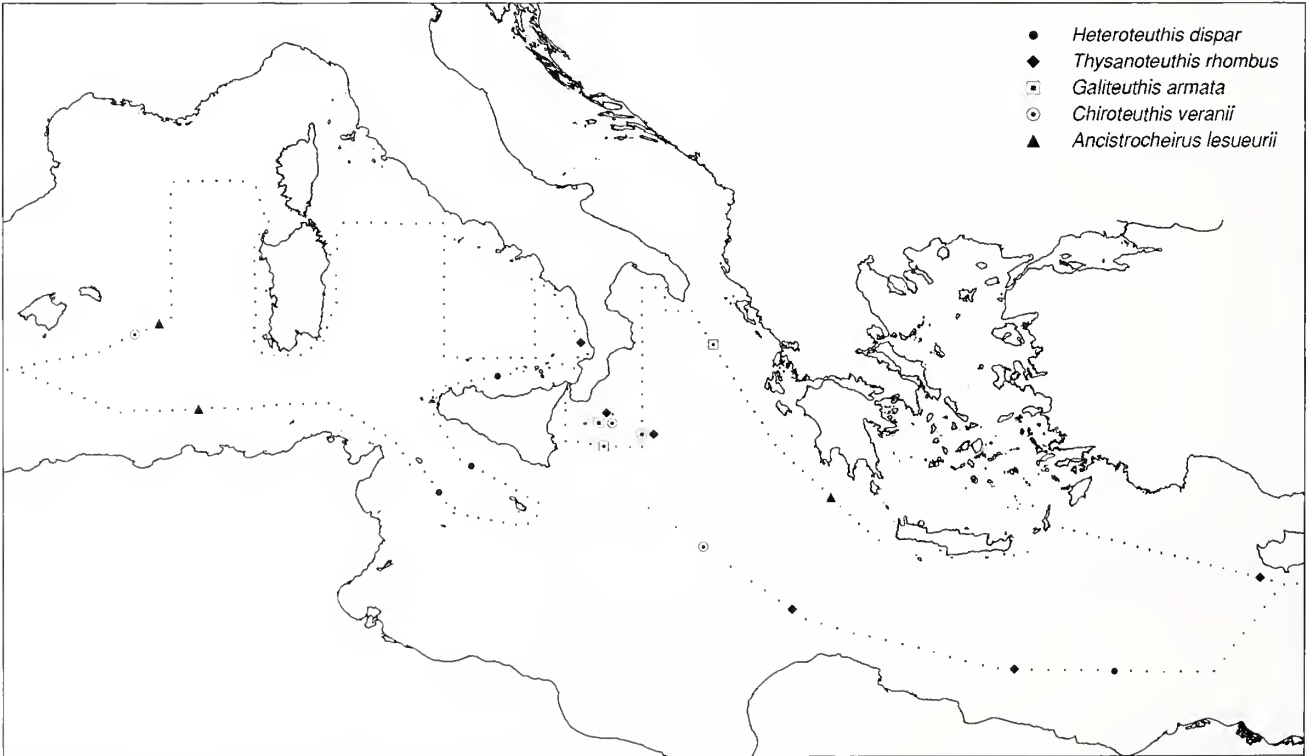 Heteroteuthis dispar
Thysanoteuthis rhombus
Galiteuthis armata
Chiroteuthis veranii
Ancistrocheirus lesueurii